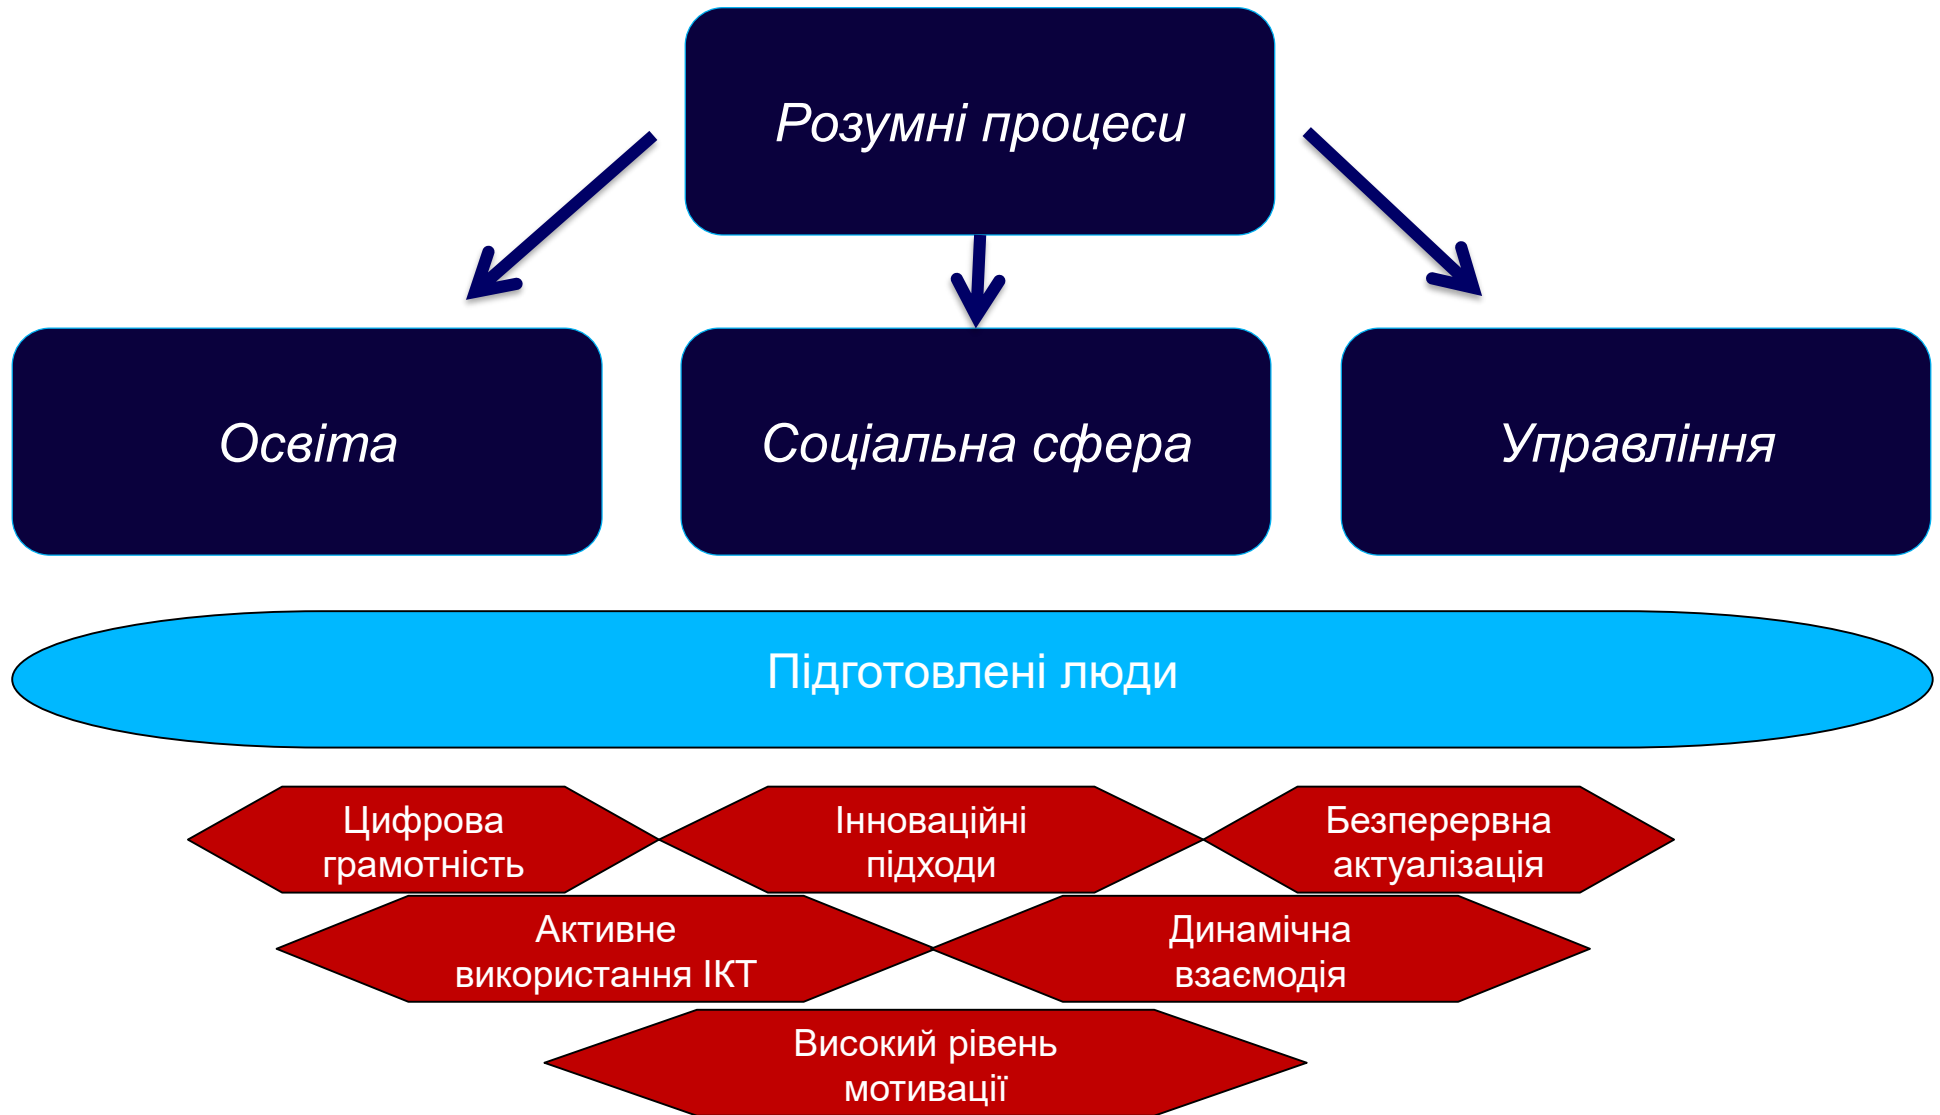 Розумні процеси
Освіта
Соціальна сфера
Управління
Підготовлені люди
Цифрова
грамотність
Інноваційні
підходи
Безперервна
актуалізація
Активне
використання ІКТ
Динамічна
взаємодія
Високий рівень
мотивації